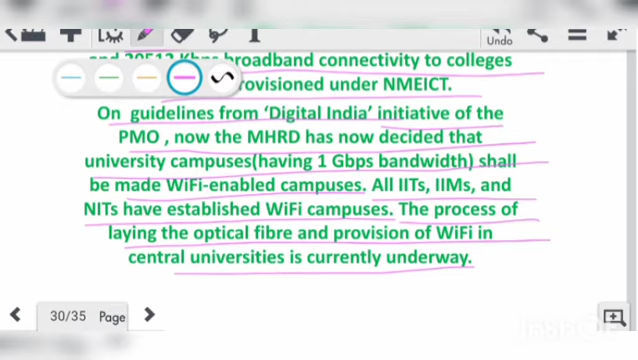 Undo
and 20512 Kbps broadband connectivity to colleges
rovisioned under NMEICT.
On guidelines from ‘Digital India’ initiative of the
PMO , now the MHRD has now decided that
university campuses(having 1 Gbps bandwidth) shall
be made WiFi-enabled campuses. All IITs, IIMs, and
NITs have established WiFi campuses. The process of
laying the optical fibre and provision of WiFi in
central universities is currently underway.
30/35 Page